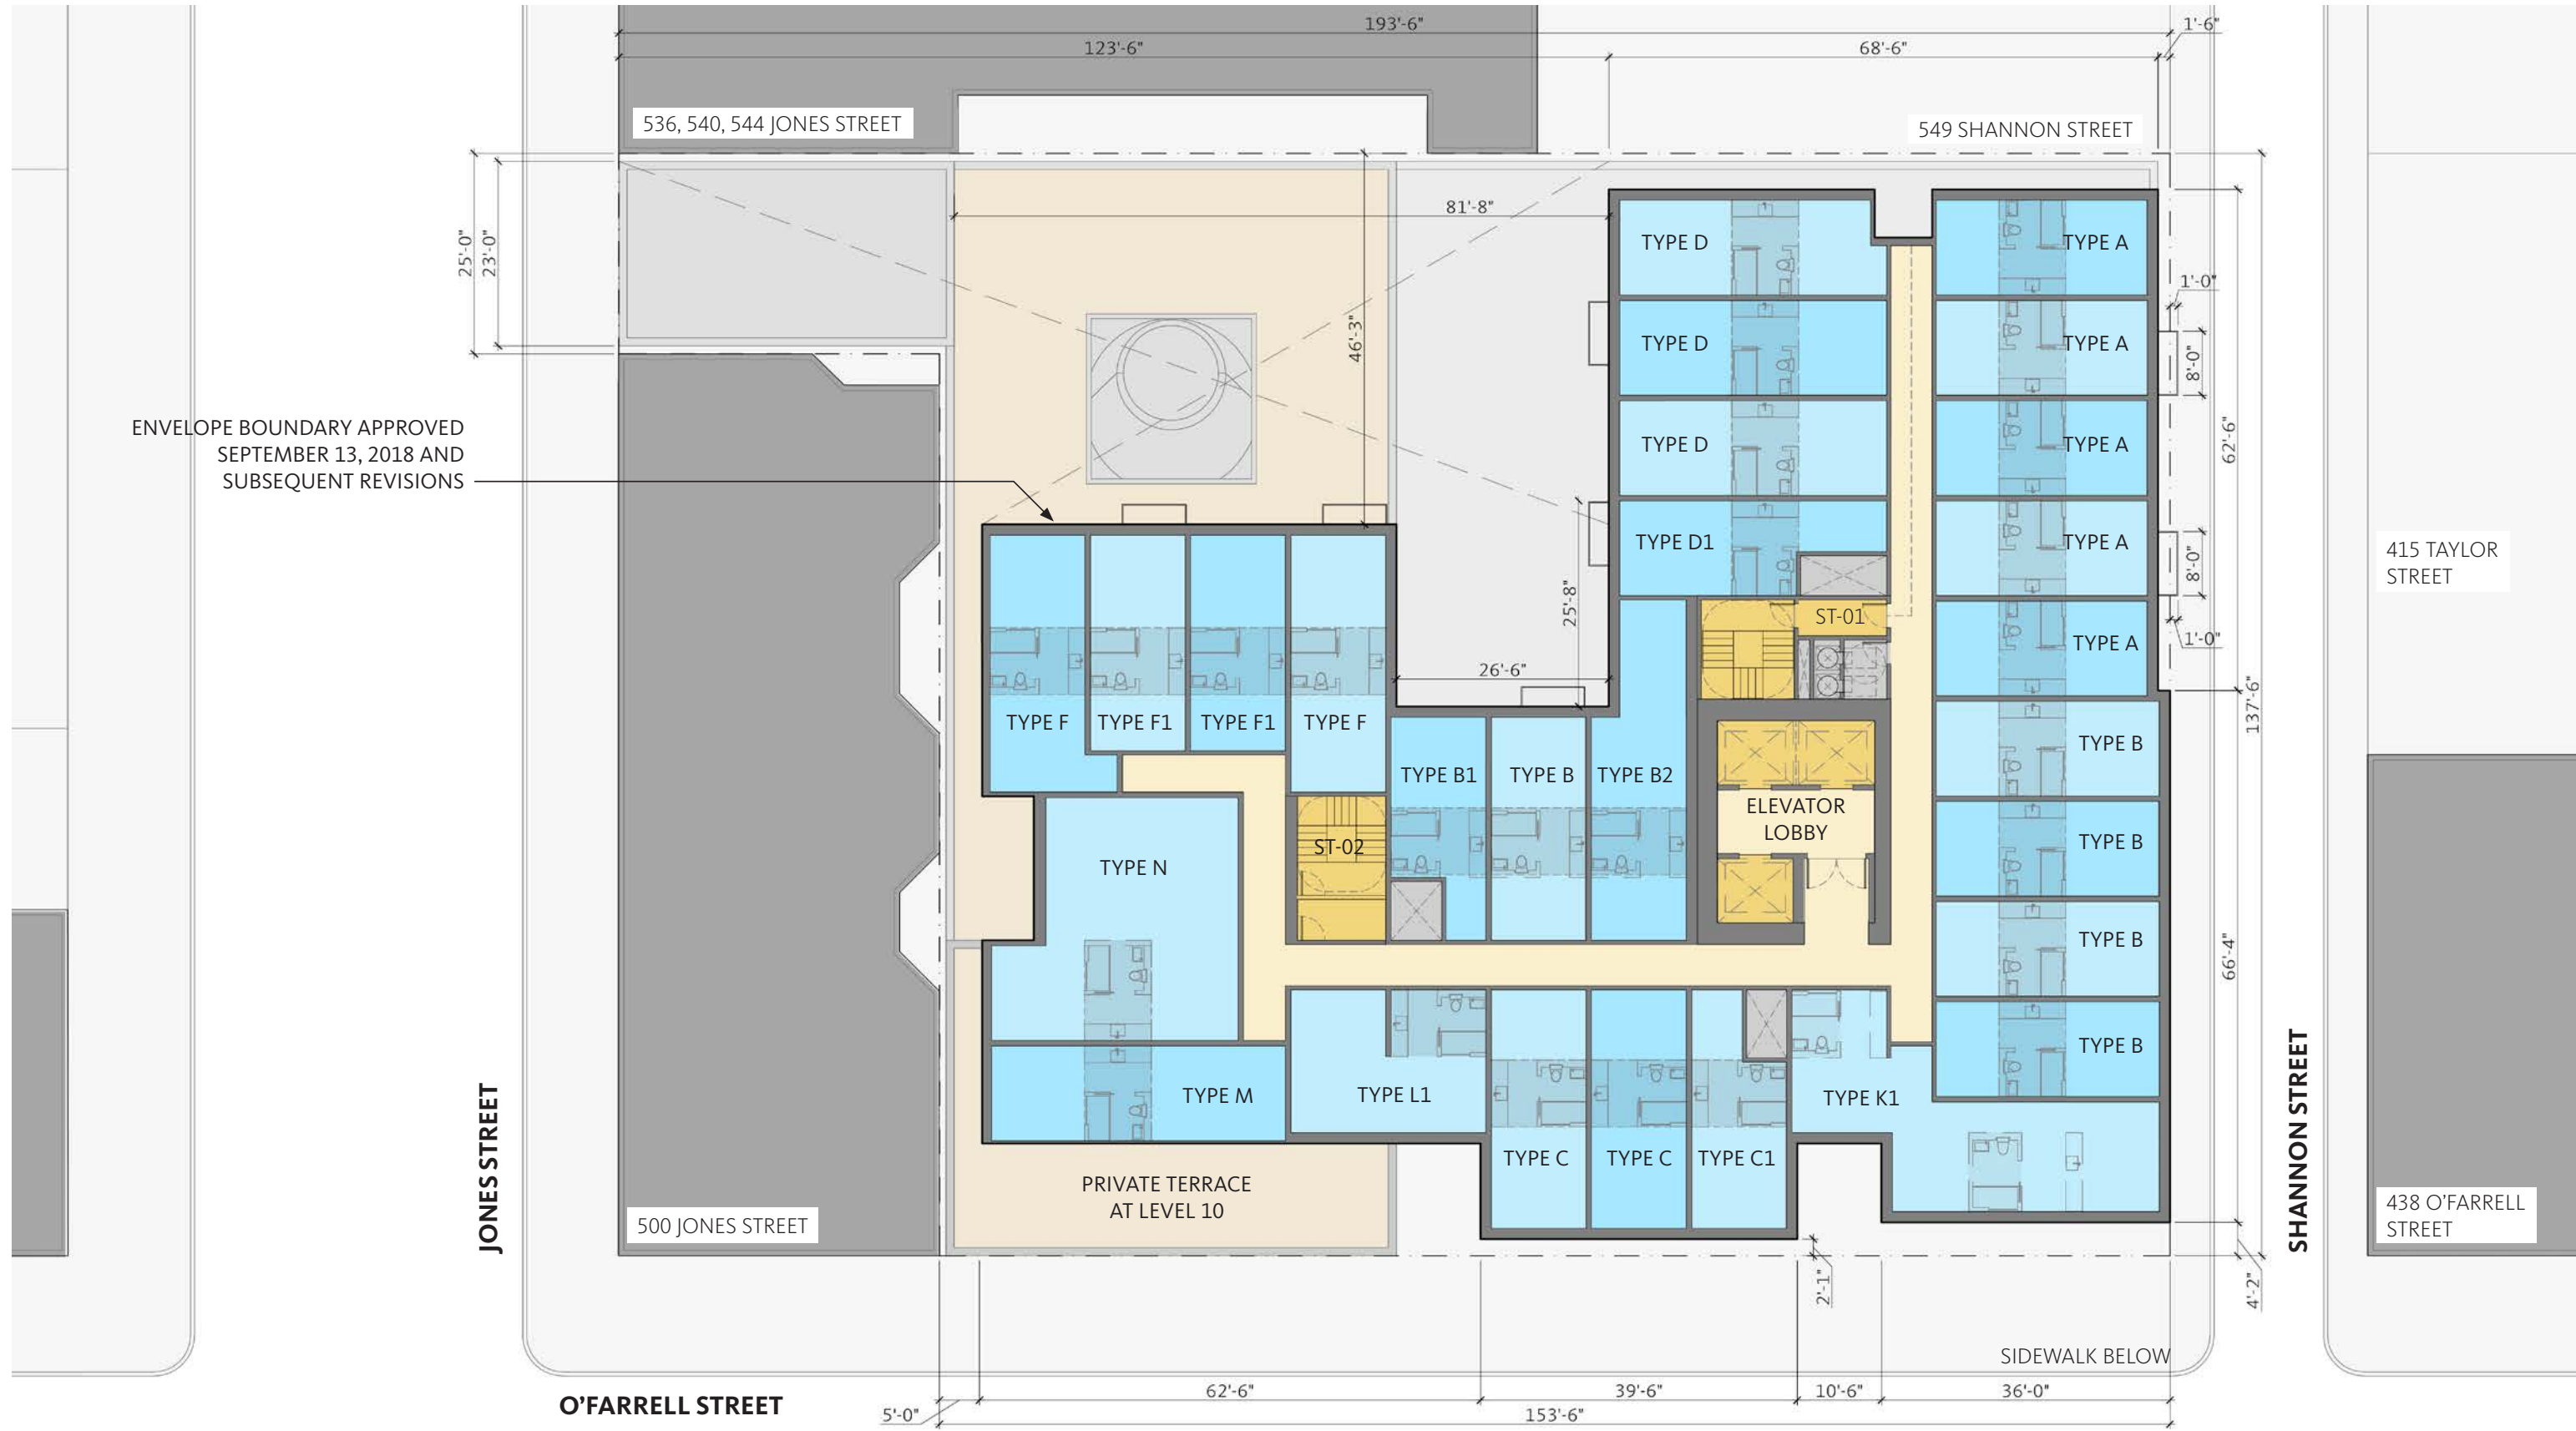 193'-6"
1'-6"
123'-6"
68'-6"
536, 540, 544 JONES STREET
549 SHANNON STREET
25'-0"
23'-0"
81'-8"
46'-3"
TYPE D
TYPE A
1'-0"
TYPE D
TYPE A
8'-0"
ENVELOPE BOUNDARY APPROVED
SEPTEMBER 13, 2018 AND
SUBSEQUENT REVISIONS
TYPE D
TYPE A
62'-6"
TYPE D1
TYPE A
8'-0"
415 TAYLOR
STREET
25'-8"
ST-01
1'-0"
TYPE A
26'-6"
137'-6"
TYPE F
TYPE F1
TYPE F1
TYPE F
TYPE B
TYPE B1
TYPE B
TYPE B2
ELEVATOR
LOBBY
ST-02
TYPE B
TYPE N
TYPE B
66'-4"
TYPE B
TYPE M
TYPE L1
TYPE K1
TYPE C
TYPE C
TYPE C1
PRIVATE TERRACE
AT LEVEL 10
JONES STREET
500 JONES STREET
SHANNON STREET
438 O'FARRELL
STREET
2'-1"
4'-2"
SIDEWALK BELOW
O'FARRELL STREET
5'-0"
62'-6"
39'-6"
10'-6"
36'-0"
153'-6"